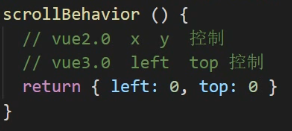 scrollBehavior () {
  // vue2.0  x  y  控制
  // vue3.0  left  top 控制
  return { left: 0, top: 0 }
}